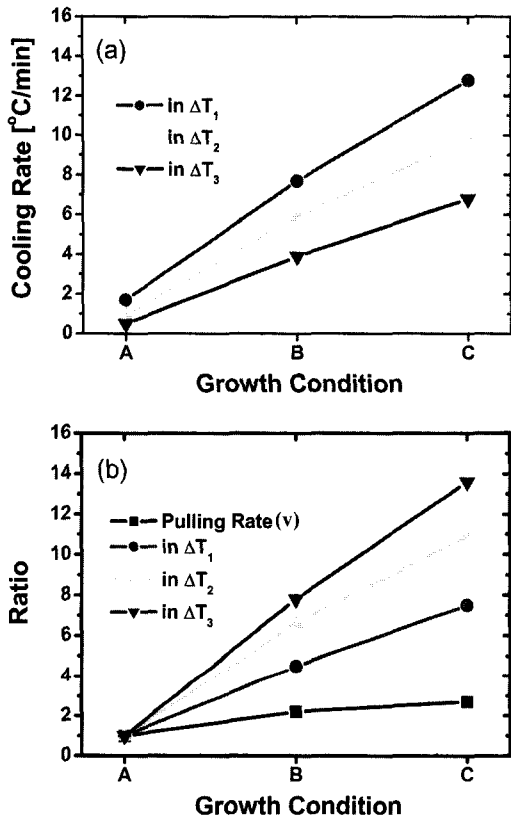 (a)
Cooling Rate [°C/min]
16
14
12
10
8
6
4
2
0
in ΔT₁
in ΔT₂
in ΔT₃
A B C
Growth Condition
(b)
Ratio
16
14
12
10
8
6
4
2
0
Pulling Rate (v)
in ΔT₁
in ΔT₂
in ΔT₃
A B C
Growth Condition